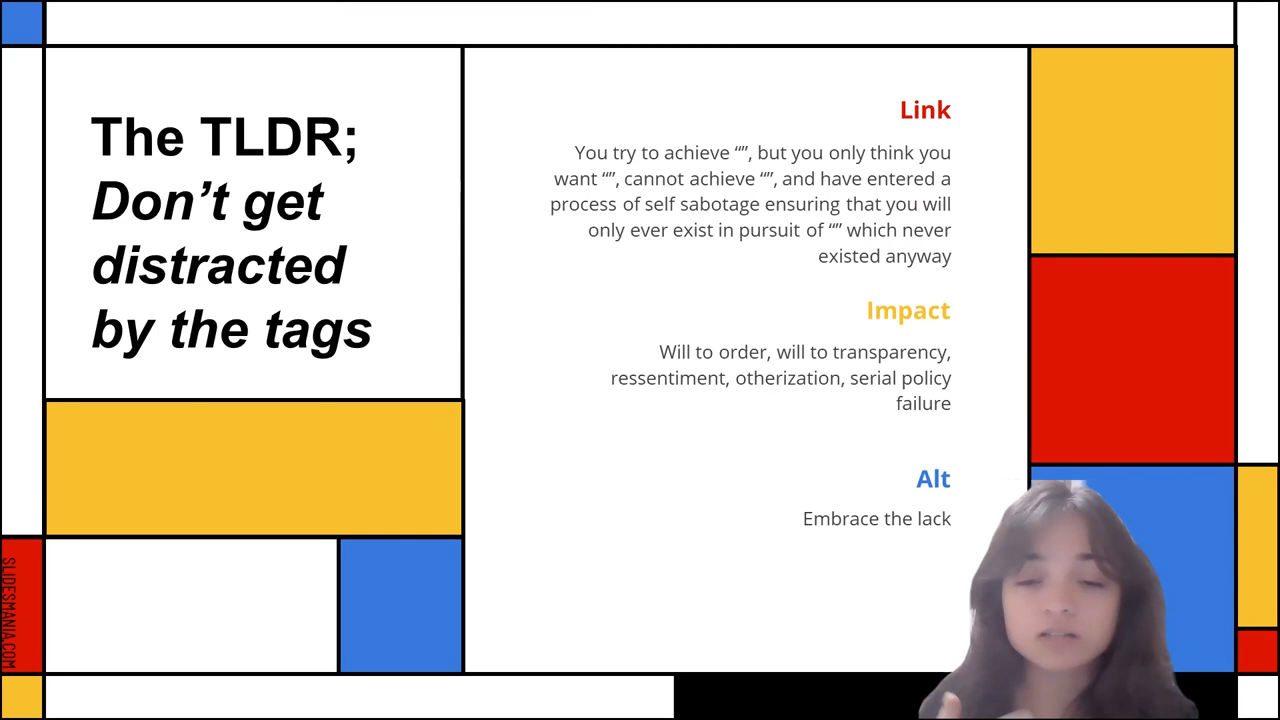 The TLDR;
Don’t get
distracted
by the tags
Link
You try to achieve “”, but you only think you
want “”, cannot achieve “”, and have entered a
process of self sabotage ensuring that you will
only ever exist in pursuit of “” which never
existed anyway
Impact
Will to order, will to transparency,
ressentiment, otherization, serial policy
failure
Alt
Embrace the lack
SLIDESMANIA.COM